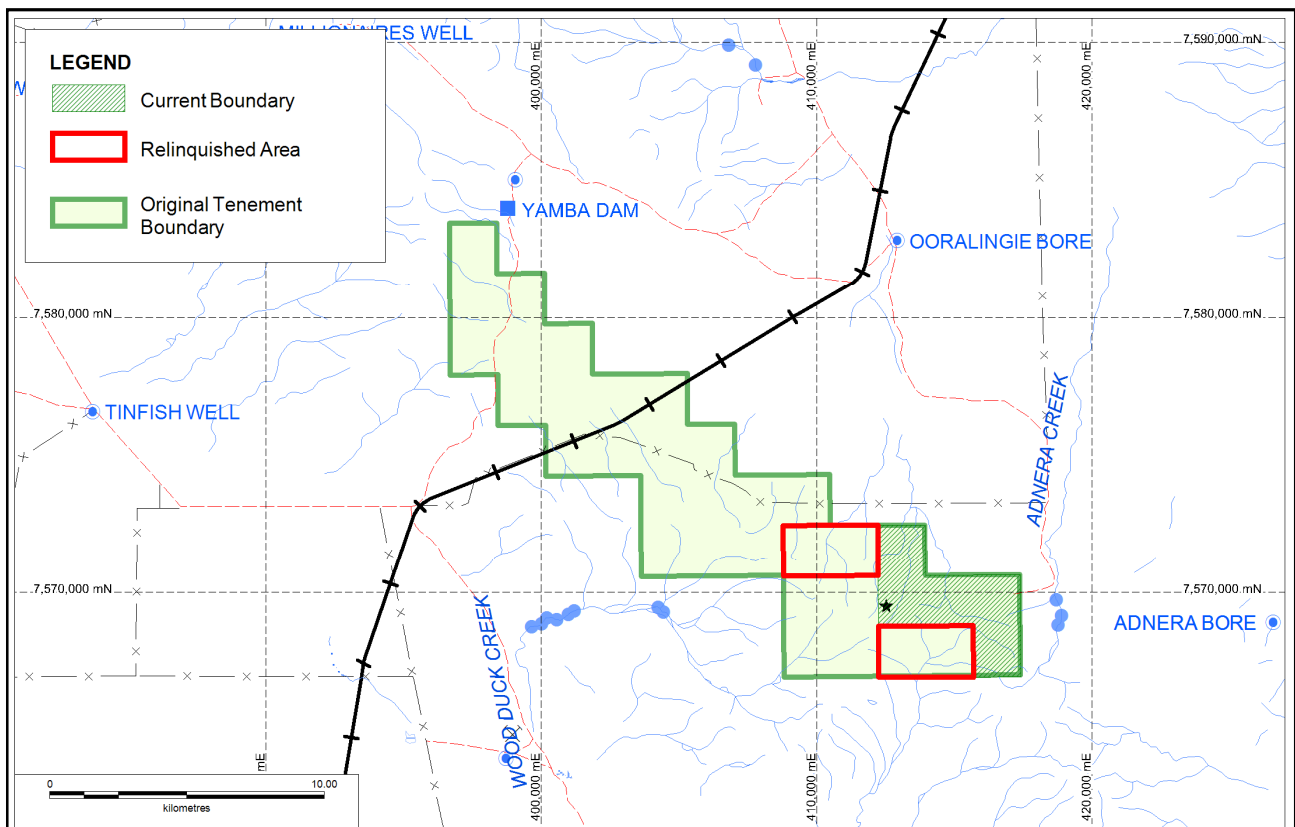 MILLIONAIRES WELL
LEGEND
Current Boundary
Relinquished Area
Original Tenement
Boundary
W
400,000 mE
410,000 mE
420,000 mE
7,590,000 mN
YAMBA DAM
OORALINGIE BORE
7,580,000 mN
7,580,000 mN
TINFISH WELL
ADNERA CREEK
7,570,000 mN
7,570,000 mN
ADNERA BORE
WOOD DUCK CREEK
mE
400,000 mE
410,000 mE
420,000 mE
0
10.00
kilometres